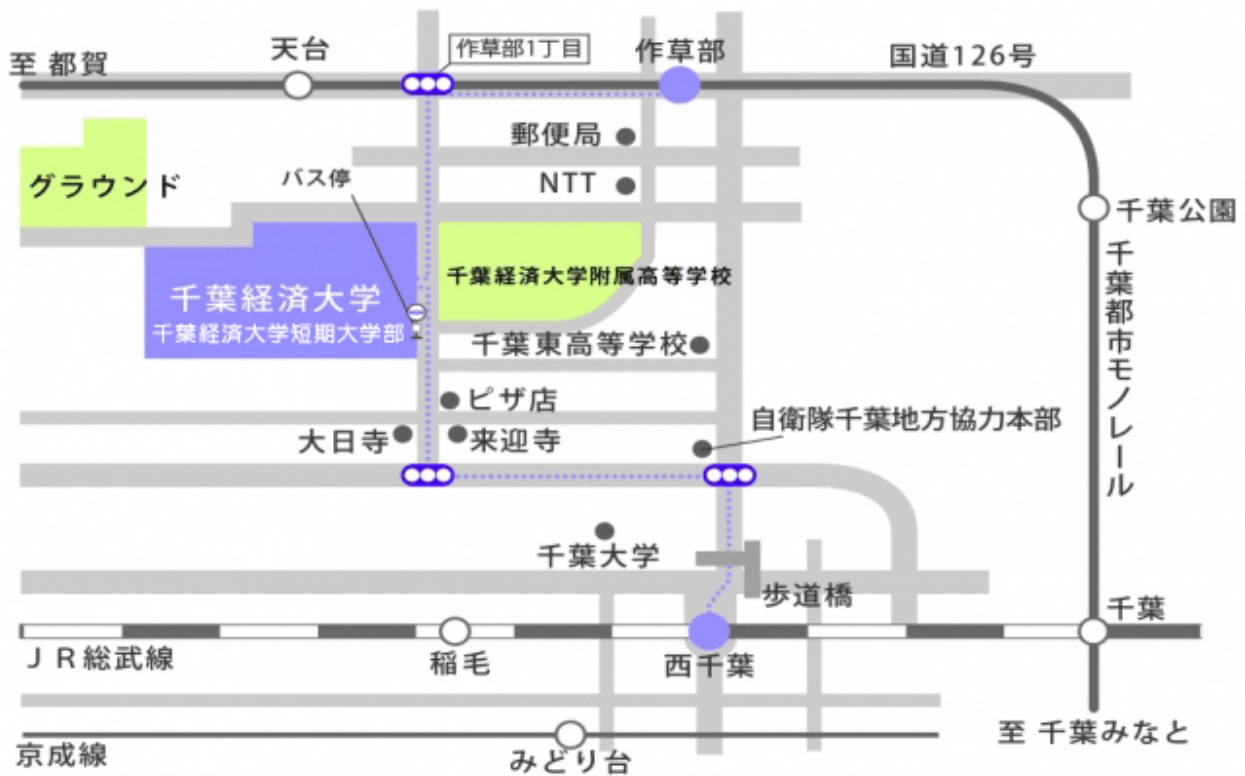 天台
作草部1丁目
作草部
国道126号
至 都賀
郵便局
グラウンド
バス停
NTT
千葉公園
千葉経済大学附属高等学校
千葉経済大学
千葉経済大学短期大学部
千葉都市モノレール
千葉東高等学校
ピザ店
自衛隊千葉地方協力本部
大日寺
来迎寺
千葉大学
歩道橋
千葉
JR総武線
稲毛
西千葉
至 千葉みなと
京成線
みどり台